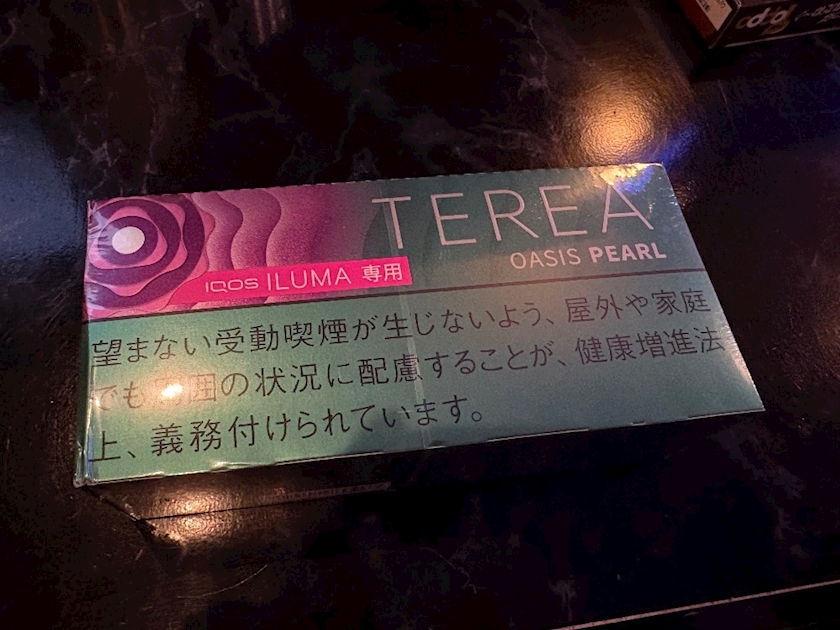 TEREA
OASIS PEARL
IQOS ILUMA 専用
望まない受動喫煙が生じないよう、屋外や家庭
でも周囲の状況に配慮することが、健康増進法
上、義務付けられています。